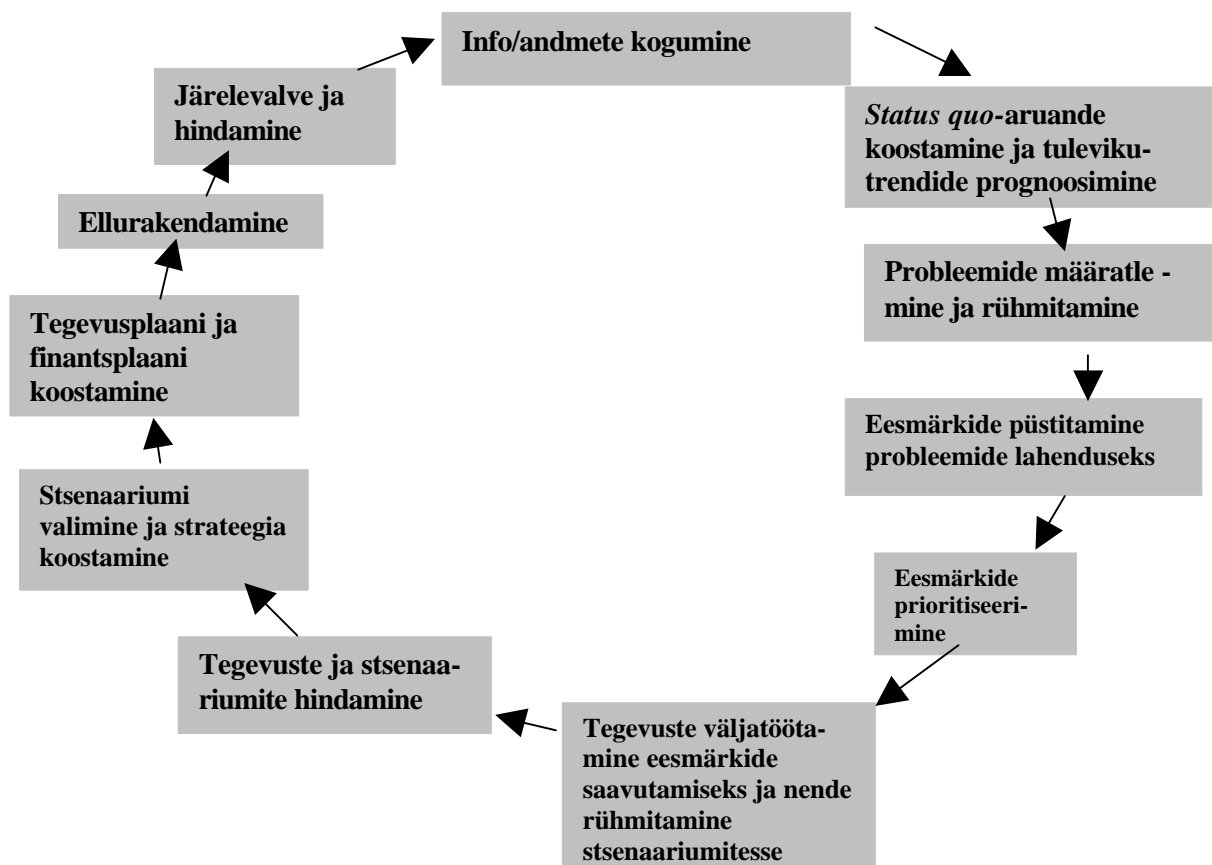 Info/andmete kogumine
Status quo-aruande
koostamine ja tuleviku-
trendide prognoosimine
Probleemide määratle -
mine ja rühmitamine
Eesmärkide püstitamine
probleemide lahenduseks
Eesmärkide
prioritiseeri-
mine
Tegevuste väljatööta-
mine eesmärkide
saavutamiseks ja nende
rühmitamine
stsenaariumitesse
Tegevuste ja stsenaa-
riumite hindamine
Stsenaariumi
valimine ja strateegia
koostamine
Tegevusplaani ja
finantsplaani
koostamine
Ellurakendamine
Järelevalve ja
hindamine